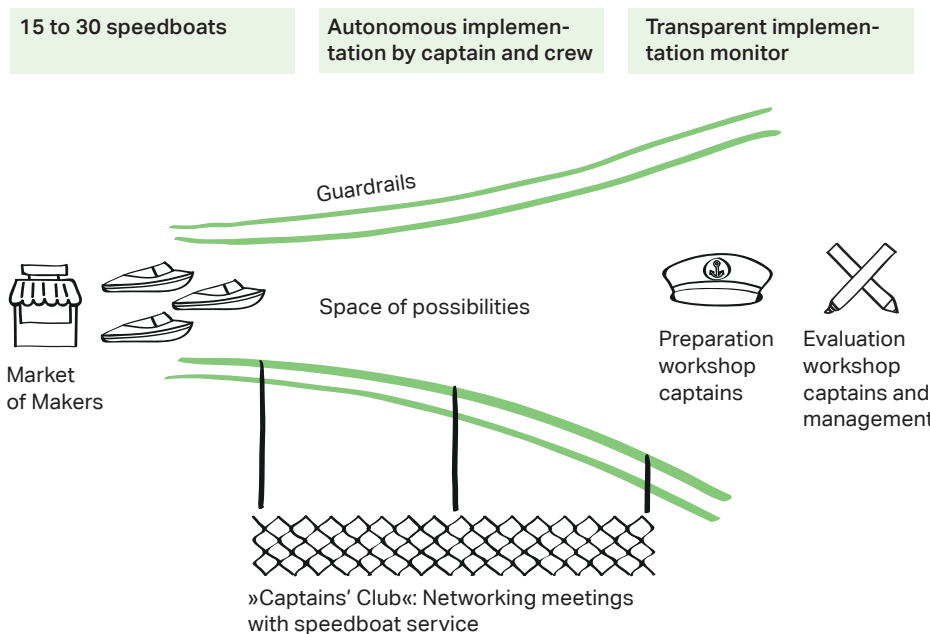 15 to 30 speedboats
Autonomous implemen-
tation by captain and crew
Transparent implemen-
tation monitor
Guardrails
Space of possibilities
Market
of Makers
Preparation
workshop
captains
Evaluation
workshop
captains and
management
»Captains’ Club«: Networking meetings
with speedboat service